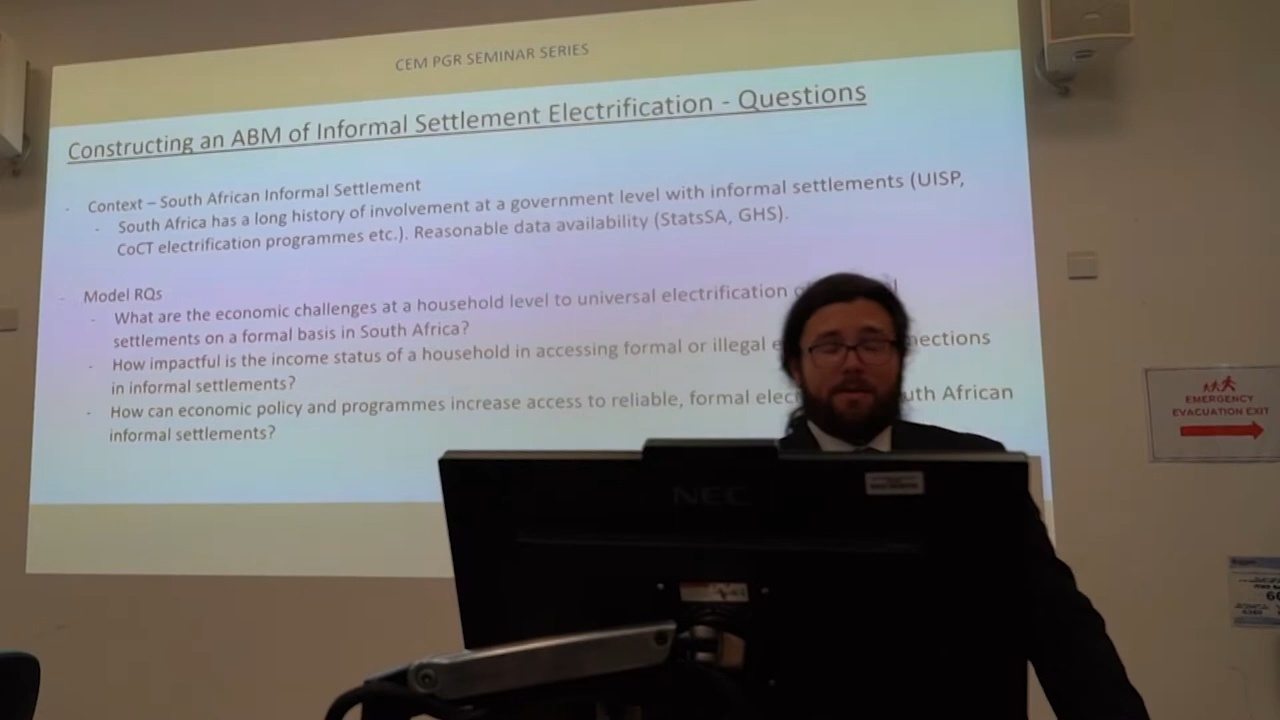 CEM PGR SEMINAR SERIES
Constructing an ABM of Informal Settlement Electrification - Questions
- Context – South African Informal Settlement
- South Africa has a long history of involvement at a government level with informal settlements (UISP,
CoCT electrification programmes etc.). Reasonable data availability (StatsSA, GHS).
- Model RQs
- What are the economic challenges at a household level to universal electrification
settlements on a formal basis in South Africa?
- How impactful is the income status of a household in accessing formal or illegal
in informal settlements?
- How can economic policy and programmes increase access to reliable, formal African
informal settlements?
NEC
EMERGENCY
EVACUATION EXIT